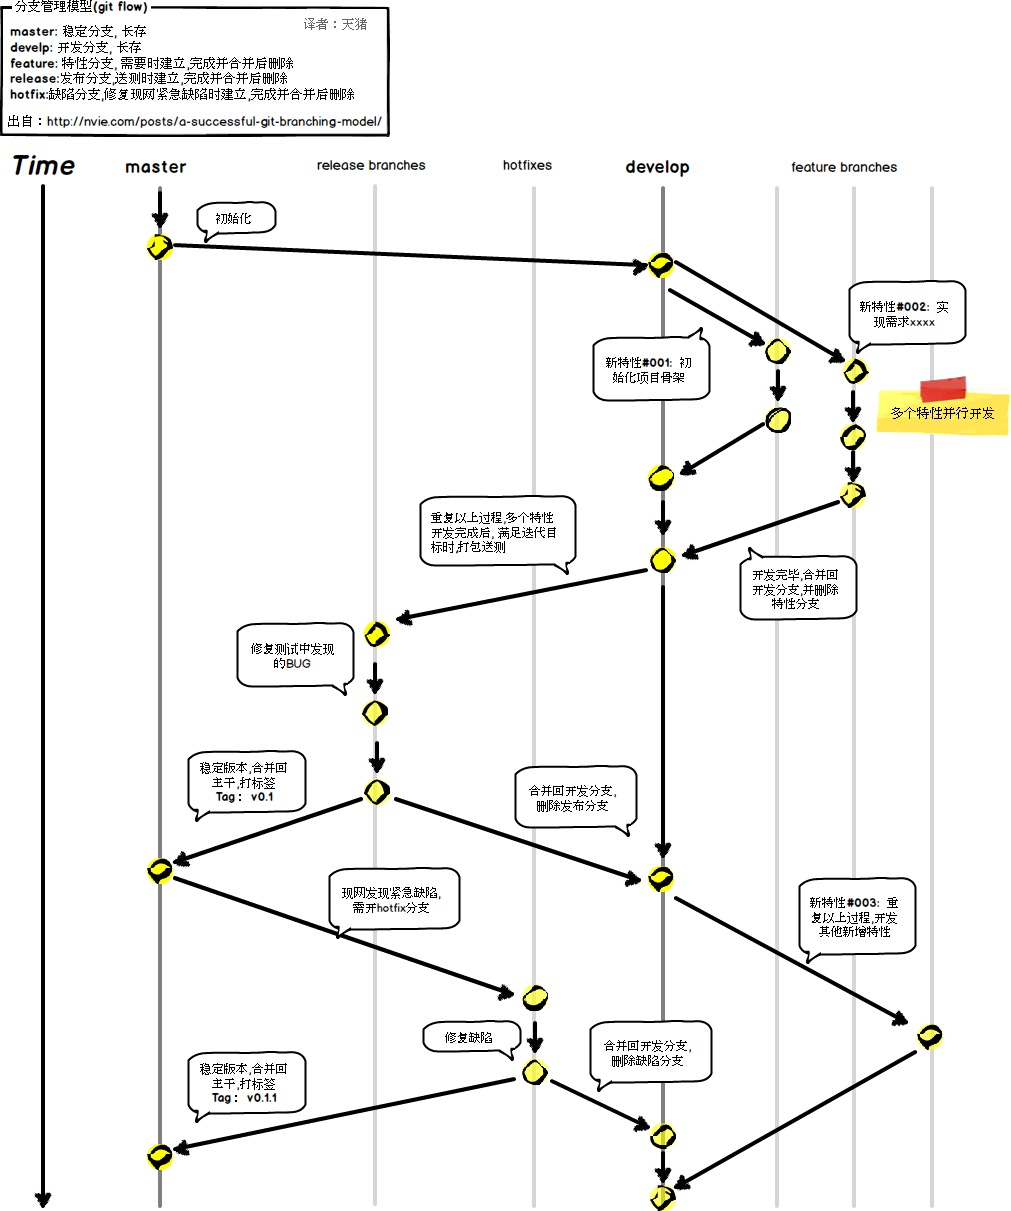 分支管理模型(git flow)
译者：天猪
master: 稳定分支, 长存
develp: 开发分支, 长存
feature: 特性分支, 需要时建立,完成并合并后删除
release:发布分支,送测时建立,完成并合并后删除
hotfix:缺陷分支,修复现网紧急缺陷时建立,完成并合并后删除
出自：http://nvie.com/posts/a-successful-git-branching-model/
Time
master
release branches
hotfixes
develop
feature branches
初始化
新特性#002: 实
现需求xxxx
新特性#001: 初
始化项目骨架
多个特性并行开发
重复以上过程,多个特性
开发完成后, 满足迭代目
标时,打包送测
开发完毕,合并回
开发分支,并删除
特性分支
修复测试中发现
的BUG
稳定版本,合并回
主干,打标签
Tag： v0.1
合并回开发分支,
删除发布分支
现网发现紧急缺陷,
需开hotfix分支
新特性#003: 重
复以上过程,开发
其他新增特性
修复缺陷
合并回开发分支,
删除缺陷分支
稳定版本,合并回
主干,打标签
Tag： v0.1.1